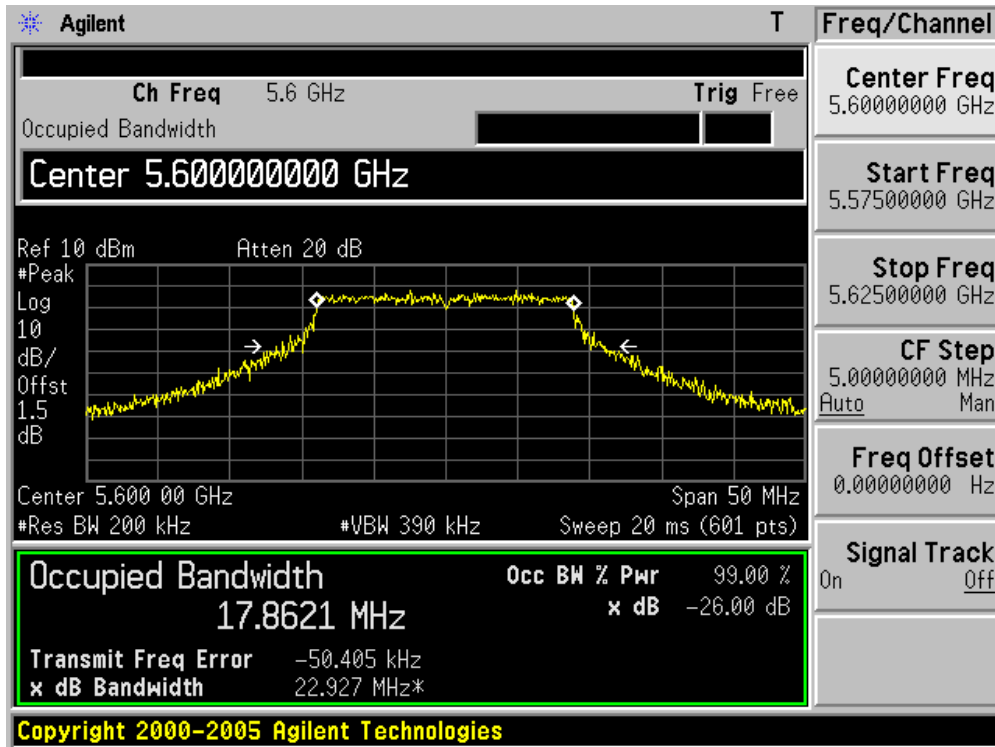 Agilent T Freq/Channel
Ch Freq 5.6 GHz Trig Free
Occupied Bandwidth
Center 5.600000000 GHz
Ref 10 dBm Atten 20 dB
#Peak
Log
10
dB/
Offst
1.5
dB
Center 5.600 00 GHz Span 50 MHz
#Res BW 200 kHz #VBW 390 kHz Sweep 20 ms (601 pts)
Occupied Bandwidth Occ BW % Pwr 99.00 %
17.8621 MHz x dB -26.00 dB
Transmit Freq Error -50.405 kHz
x dB Bandwidth 22.927 MHz*
Copyright 2000-2005 Agilent Technologies
Center Freq
5.60000000 GHz
Start Freq
5.57500000 GHz
Stop Freq
5.62500000 GHz
CF Step
5.00000000 MHz
Auto Man
Freq Offset
0.00000000 Hz
Signal Track
On Off